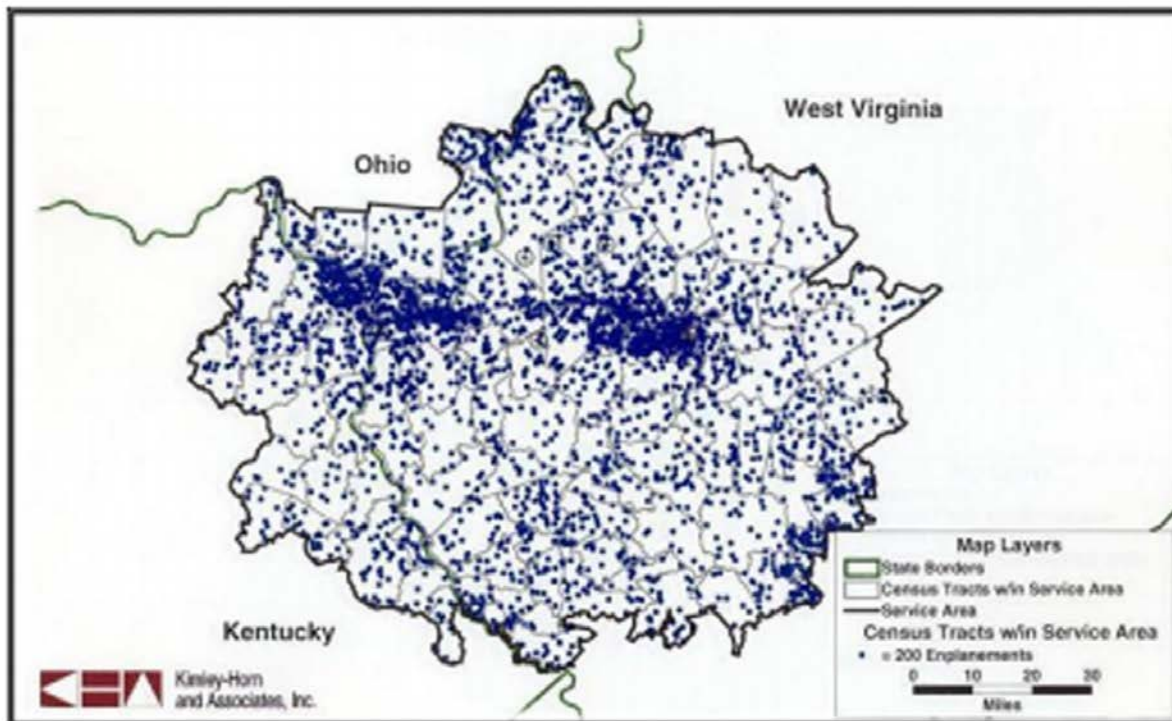 West Virginia
Ohio
Kentucky
Map Layers
State Borders
Census Tracts w/in Service Area
Service Area
Census Tracts w/in Service Area
= 200 Enplanements
0 10 20 30
Miles
Kimley-Horn
and Associates, Inc.